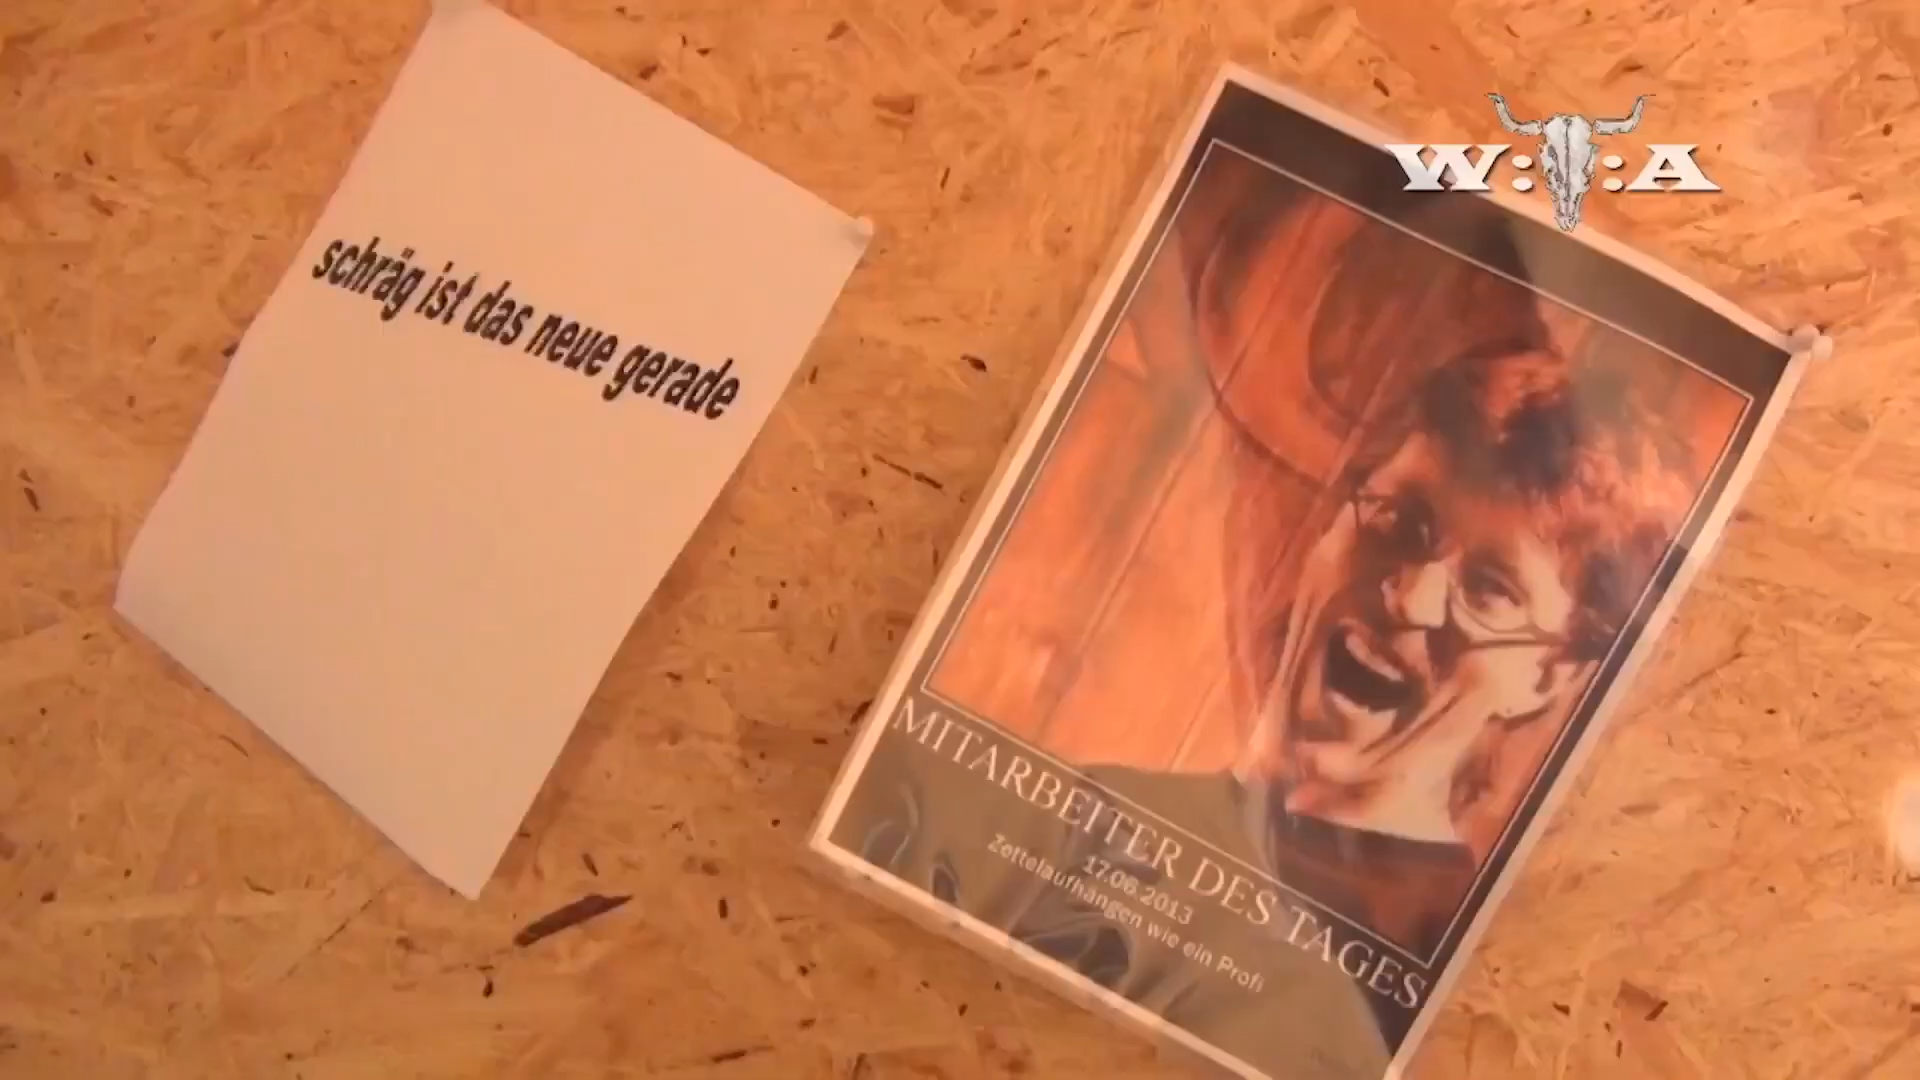 schräg ist das neue gerade
W:O:A
MITARBEITER DES TAGES
17.06.2013
Zettelaufhängen wie ein Profi